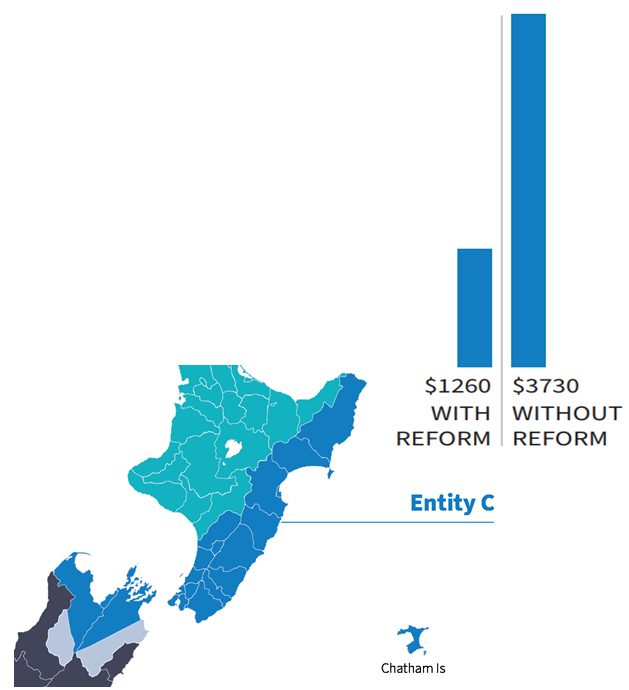 $1260 $3730
WITH WITHOUT
REFORM REFORM
Entity C
Chatham Is